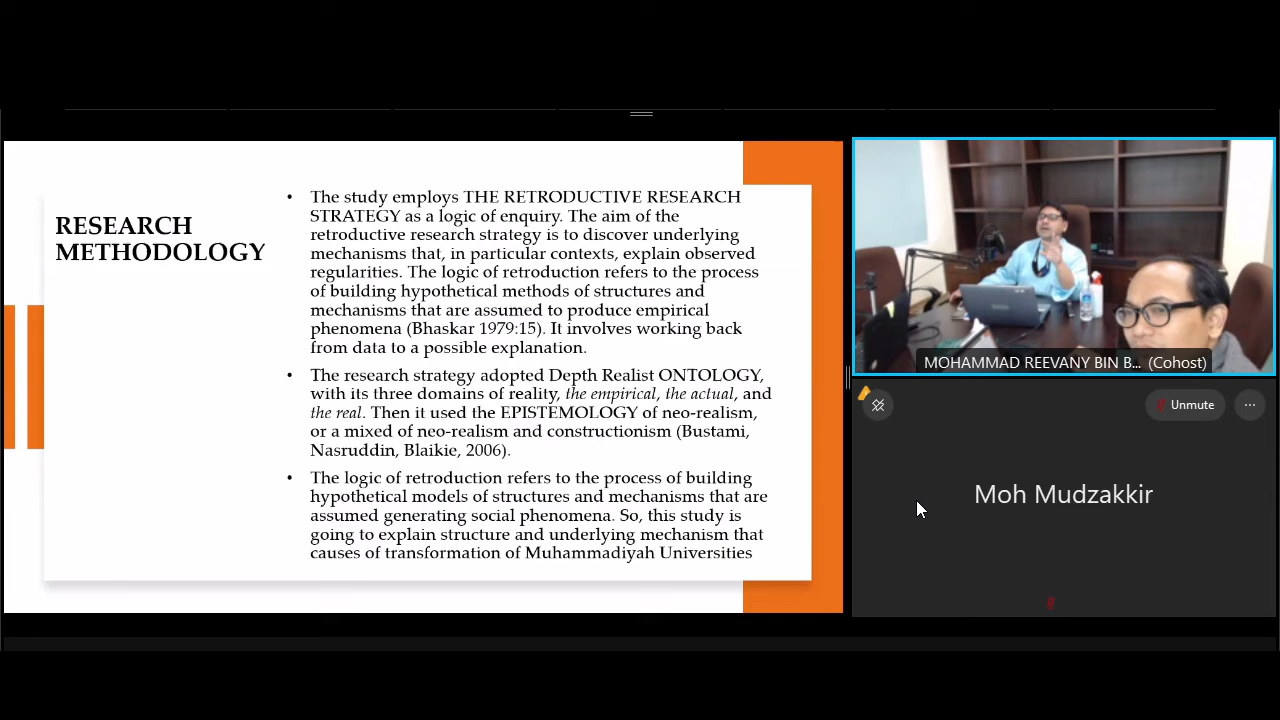 RESEARCH
METHODOLOGY
• The study employs THE RETRODUCTIVE RESEARCH
STRATEGY as a logic of enquiry. The aim of the
retroductive research strategy is to discover underlying
mechanisms that, in particular contexts, explain observed
regularities. The logic of retroduction refers to the process
of building hypothetical methods of structures and
mechanisms that are assumed to produce empirical
phenomena (Bhaskar 1979:15). It involves working back
from data to a possible explanation.
• The research strategy adopted Depth Realist ONTOLOGY,
with its three domains of reality, the empirical, the actual, and
the real. Then it used the EPISTEMOLOGY of neo-realism,
or a mixed of neo-realism and constructionism (Bustami,
Nasruddin, Blaikie, 2006).
• The logic of retroduction refers to the process of building
hypothetical models of structures and mechanisms that are
assumed generating social phenomena. So, this study is
going to explain structure and underlying mechanism that
causes of transformation of Muhammadiyah Universities
MOHAMMAD REEVANY BIN B... (Cohost)
Unmute
Moh Mudzakkir